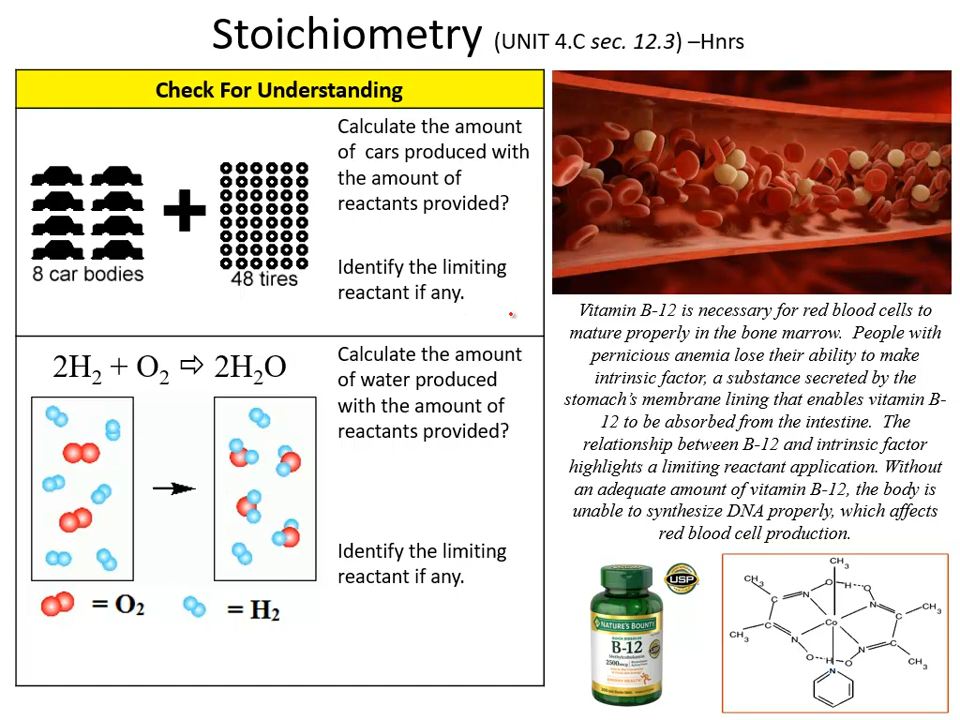 Stoichiometry (UNIT 4.C sec. 12.3) –Hnrs
Check For Understanding
Calculate the amount
of cars produced with
the amount of
reactants provided?
8 car bodies
48 tires
Identify the limiting
reactant if any.
2H₂ + O₂ ⇨ 2H₂O
Calculate the amount
of water produced
with the amount of
reactants provided?
Identify the limiting
reactant if any.
= O₂
= H₂
Vitamin B-12 is necessary for red blood cells to
mature properly in the bone marrow. People with
pernicious anemia lose their ability to make
intrinsic factor, a substance secreted by the
stomach's membrane lining that enables vitamin B-
12 to be absorbed from the intestine. The
relationship between B-12 and intrinsic factor
highlights a limiting reactant application. Without
an adequate amount of vitamin B-12, the body is
unable to synthesize DNA properly, which affects
red blood cell production.
USP
NATURE'S BOUNTY
B-12
2500mcg
CH₃
CH₃
O H O
C N N C CH₃
Co
C N N C
CH₃
O H O CH₃
N